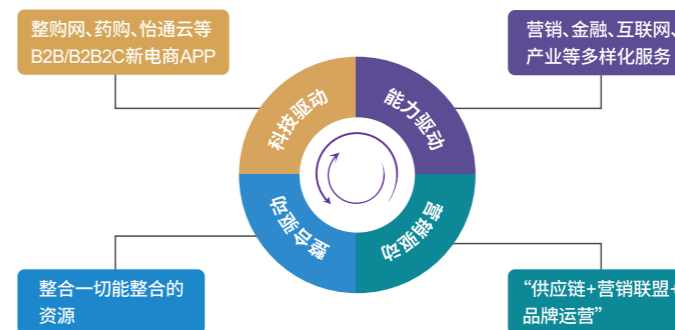 整购网、药购、怡通云等
B2B/B2B2C新电商APP
营销、金融、互联网、
产业等多样化服务
科技驱动
能力驱动
整合驱动
营销驱动
整合一切能整合的
资源
“供应链+营销联盟+
品牌运营”